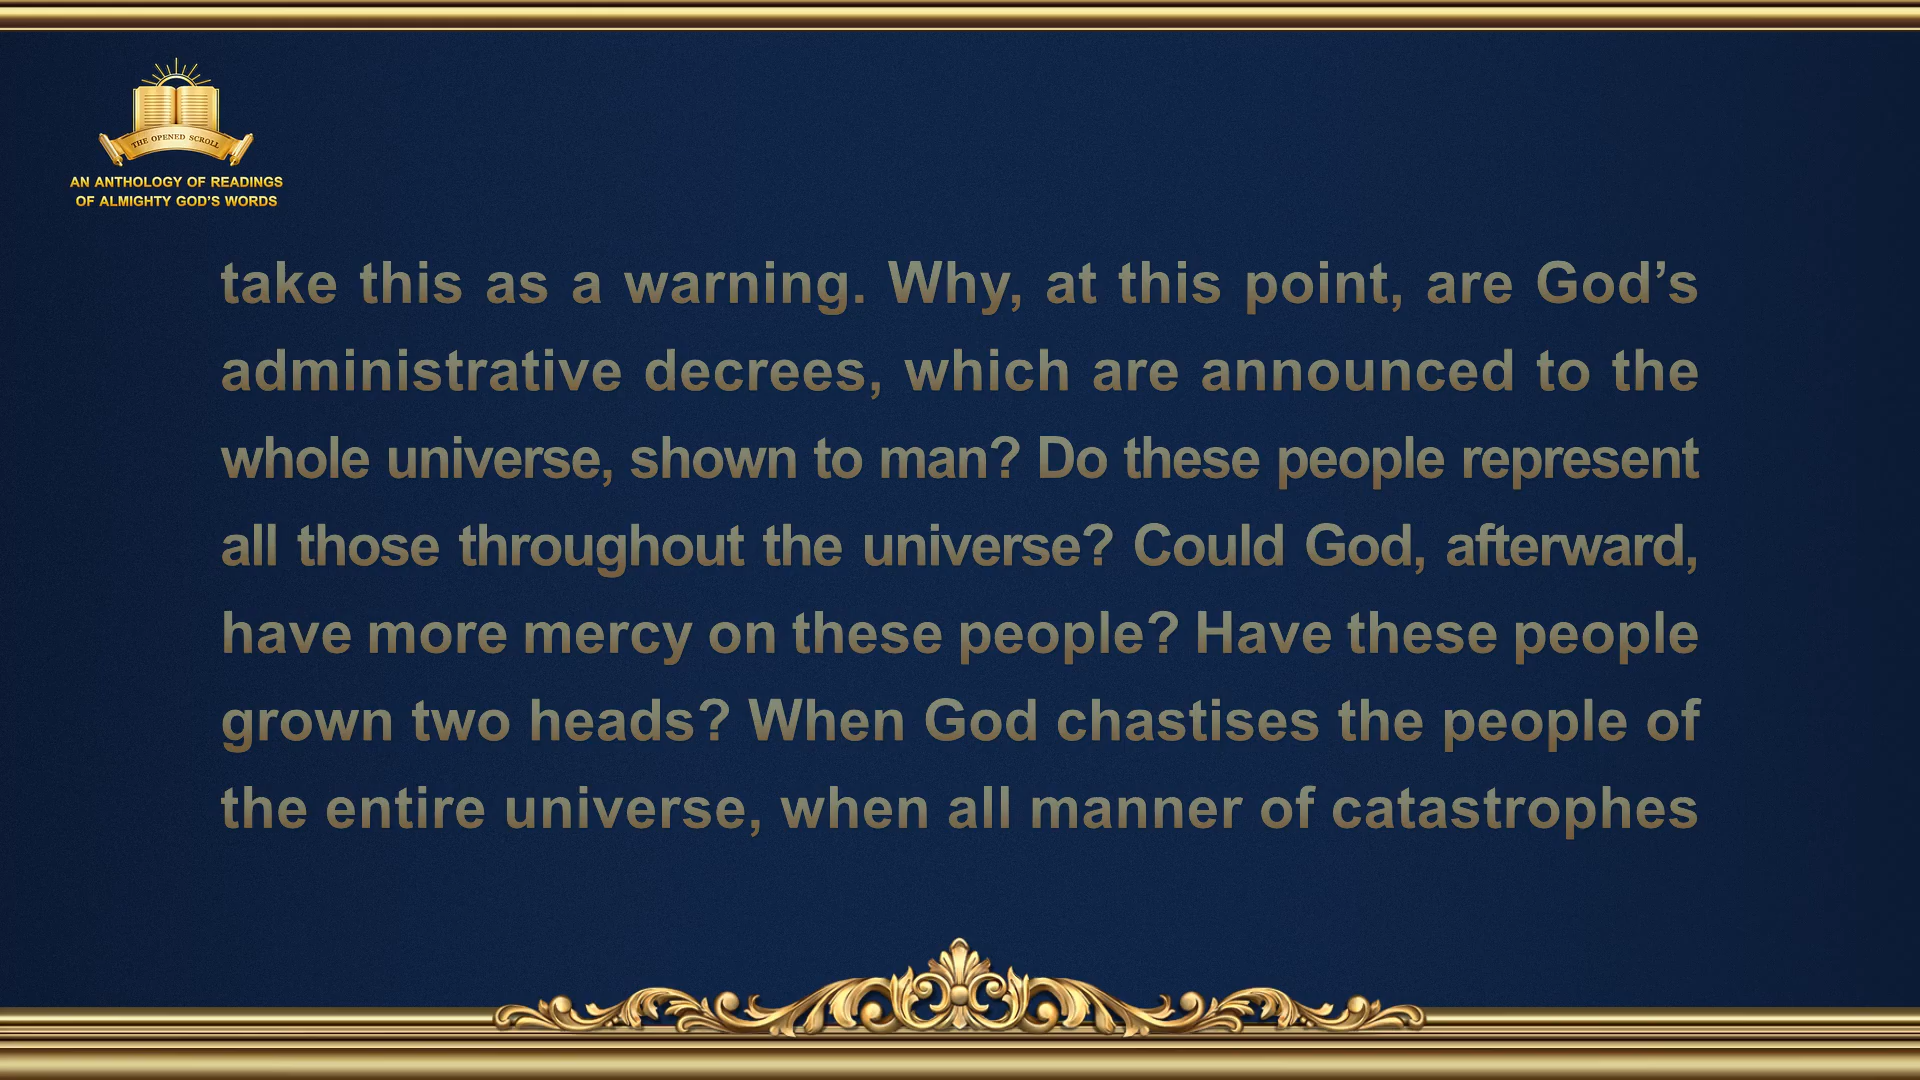 THE OPENED SCROLL
AN ANTHOLOGY OF READINGS
OF ALMIGHTY GOD’S WORDS
take this as a warning. Why, at this point, are God’s
administrative decrees, which are announced to the
whole universe, shown to man? Do these people represent
all those throughout the universe? Could God, afterward,
have more mercy on these people? Have these people
grown two heads? When God chastises the people of
the entire universe, when all manner of catastrophes